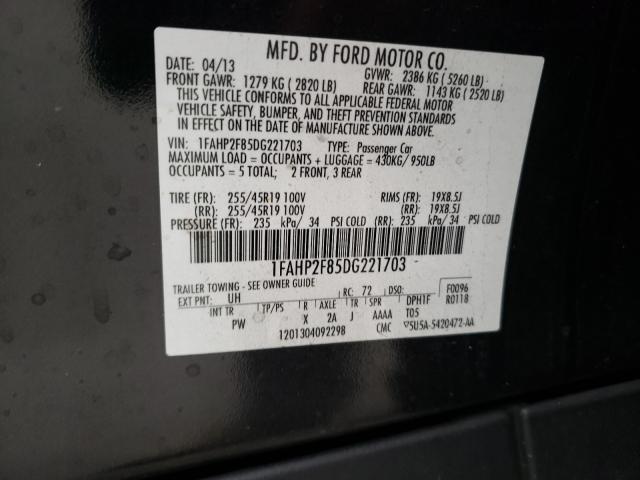 MFD. BY FORD MOTOR CO.
DATE: 04/13 GVWR: 2386 KG ( 5260 LB)
FRONT GAWR: 1279 KG ( 2820 LB) REAR GAWR: 1143 KG ( 2520 LB)
THIS VEHICLE CONFORMS TO ALL APPLICABLE FEDERAL MOTOR
VEHICLE SAFETY, BUMPER, AND THEFT PREVENTION STANDARDS
IN EFFECT ON THE DATE OF MANUFACTURE SHOWN ABOVE.
VIN: 1FAHP2F85DG221703 TYPE: Passenger Car
MAXIMUM LOAD = OCCUPANTS + LUGGAGE = 430KG/ 950LB
OCCUPANTS = 5 TOTAL; 2 FRONT, 3 REAR
TIRE (FR): 255/45R19 100V RIMS (FR): 19X8.5J
(RR): 255/45R19 100V (RR): 19X8.5J
PRESSURE (FR): 235 kPa/ 34 PSI COLD (RR): 235 kPa/ 34 PSI COLD
1FAHP2F85DG221703
TRAILER TOWING - SEE OWNER GUIDE
EXT PNT: UH RC: 72 DSO: F0096
INT TR TP/PS R AXLE TR SPR DPH1F R0118
PW X 2A J AAAA T05
1201304092298 CMC 5U5A-5420472-AA